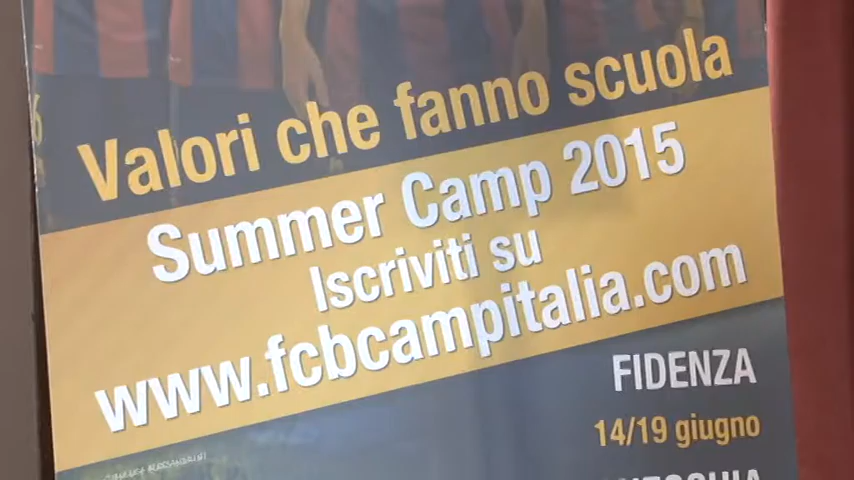 Valori che fanno scuola
Summer Camp 2015
Iscriviti su
www.fcbcampitalia.com
FIDENZA
14/19 giugno